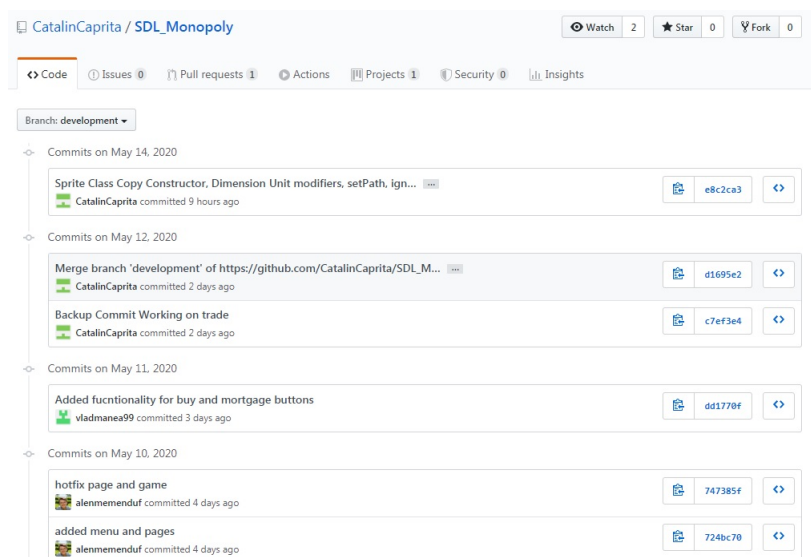 CatalinCaprita / SDL_Monopoly
Watch 2 Star 0 Fork 0
Code Issues 0 Pull requests 1 Actions Projects 1 Security 0 Insights
Branch: development
Commits on May 14, 2020
Sprite Class Copy Constructor, Dimension Unit modifiers, setPath, ign... ...
CatalinCaprita committed 9 hours ago
e8c2ca3
Commits on May 12, 2020
Merge branch 'development' of https://github.com/CatalinCaprita/SDL_M... ...
CatalinCaprita committed 2 days ago
d1695e2
Backup Commit Working on trade
CatalinCaprita committed 2 days ago
c7ef3e4
Commits on May 11, 2020
Added fucntionality for buy and mortgage buttons
vladmanea99 committed 3 days ago
dd1770f
Commits on May 10, 2020
hotfix page and game
alenmemenduf committed 4 days ago
747385f
added menu and pages
alenmemenduf committed 4 days ago
724bc70